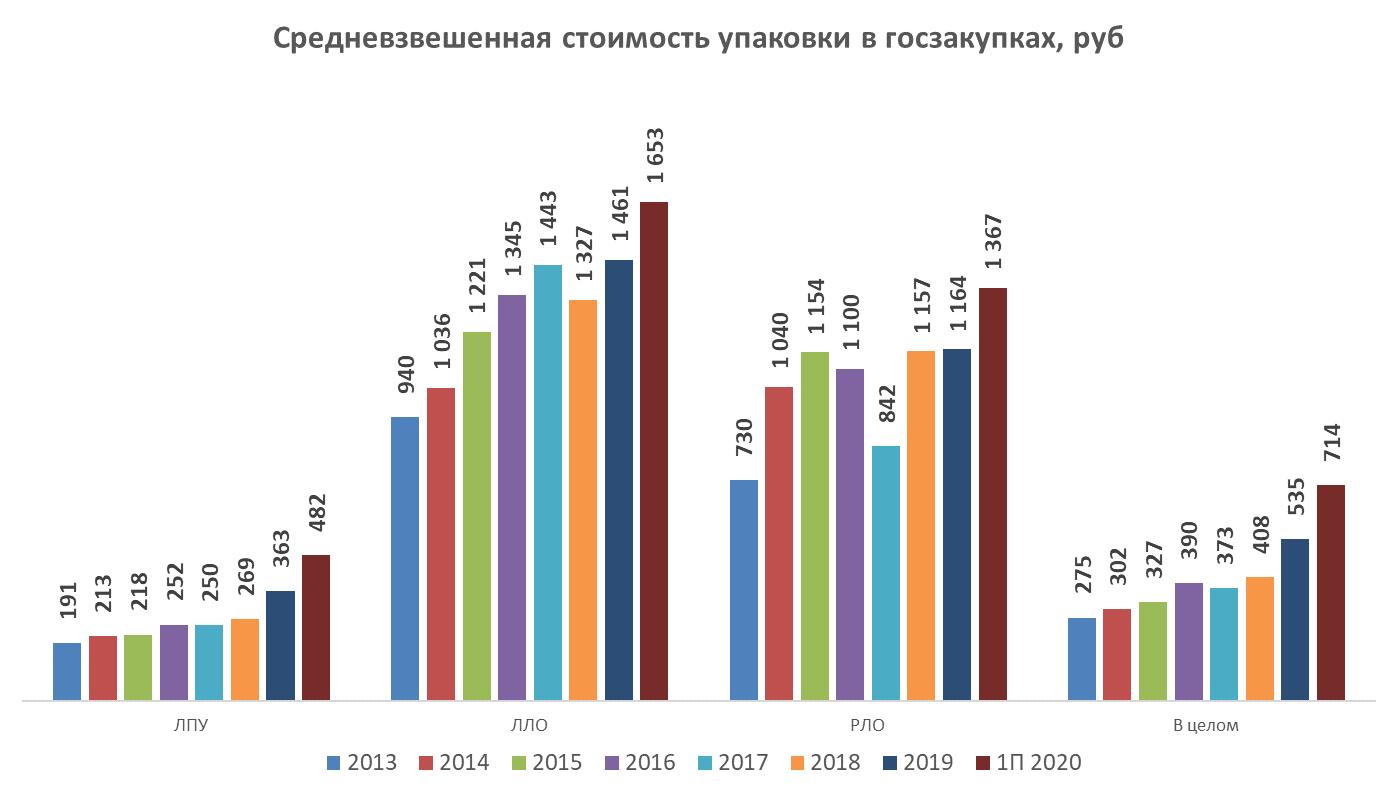 Средневзвешенная стоимость упаковки в госзакупках, руб
191 213 218 252 250 269 363 482
940 1 036 1 221 1 345 1 443 1 327 1 461 1 653
730 1 040 1 154 1 100 842 1 157 1 164 1 367
275 302 327 390 373 408 535 714
ЛПУ ЛЛО РЛО В целом
2013 2014 2015 2016 2017 2018 2019 1П 2020